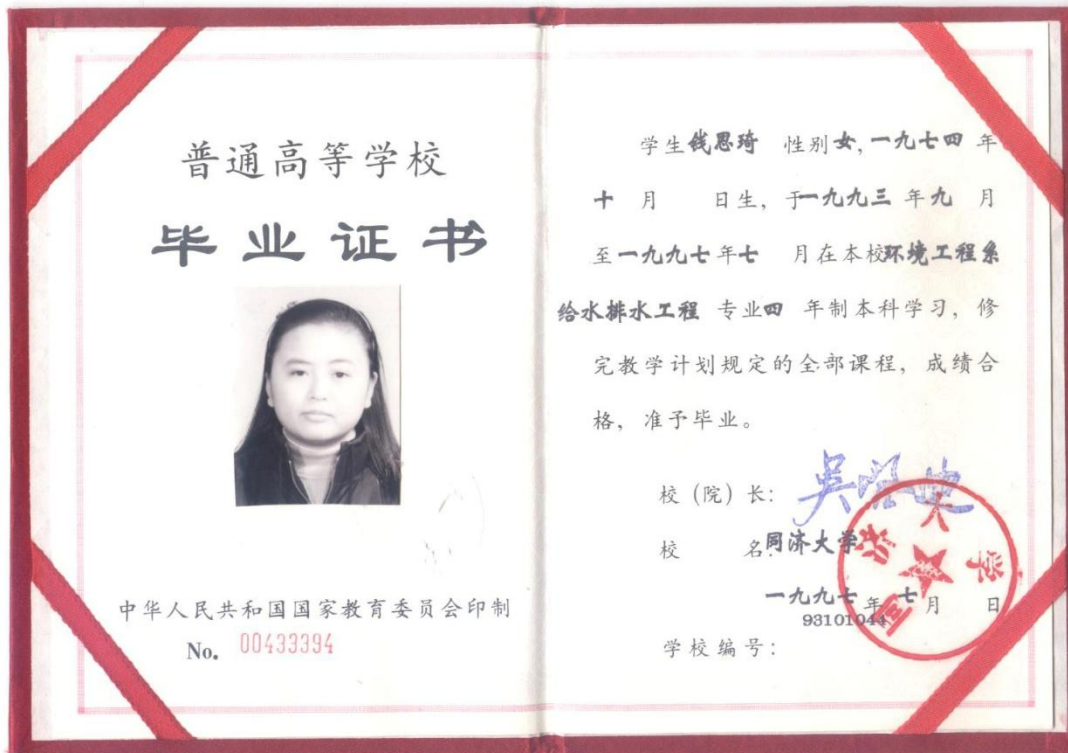 普通高等学校
毕业证书
中华人民共和国国家教育委员会印制
No. 00433394
学生钱思琦 性别女,一九七四 年
十 月 日生, 于一九九三 年九 月
至一九九七年七 月在本校环境工程系
给水排水工程 专业四 年制本科学习, 修
完教学计划规定的全部课程, 成绩合
格, 准予毕业。
校 (院) 长:
校 名:同济大学
一九九七 年 七 月 日
学校编号:
同济大学